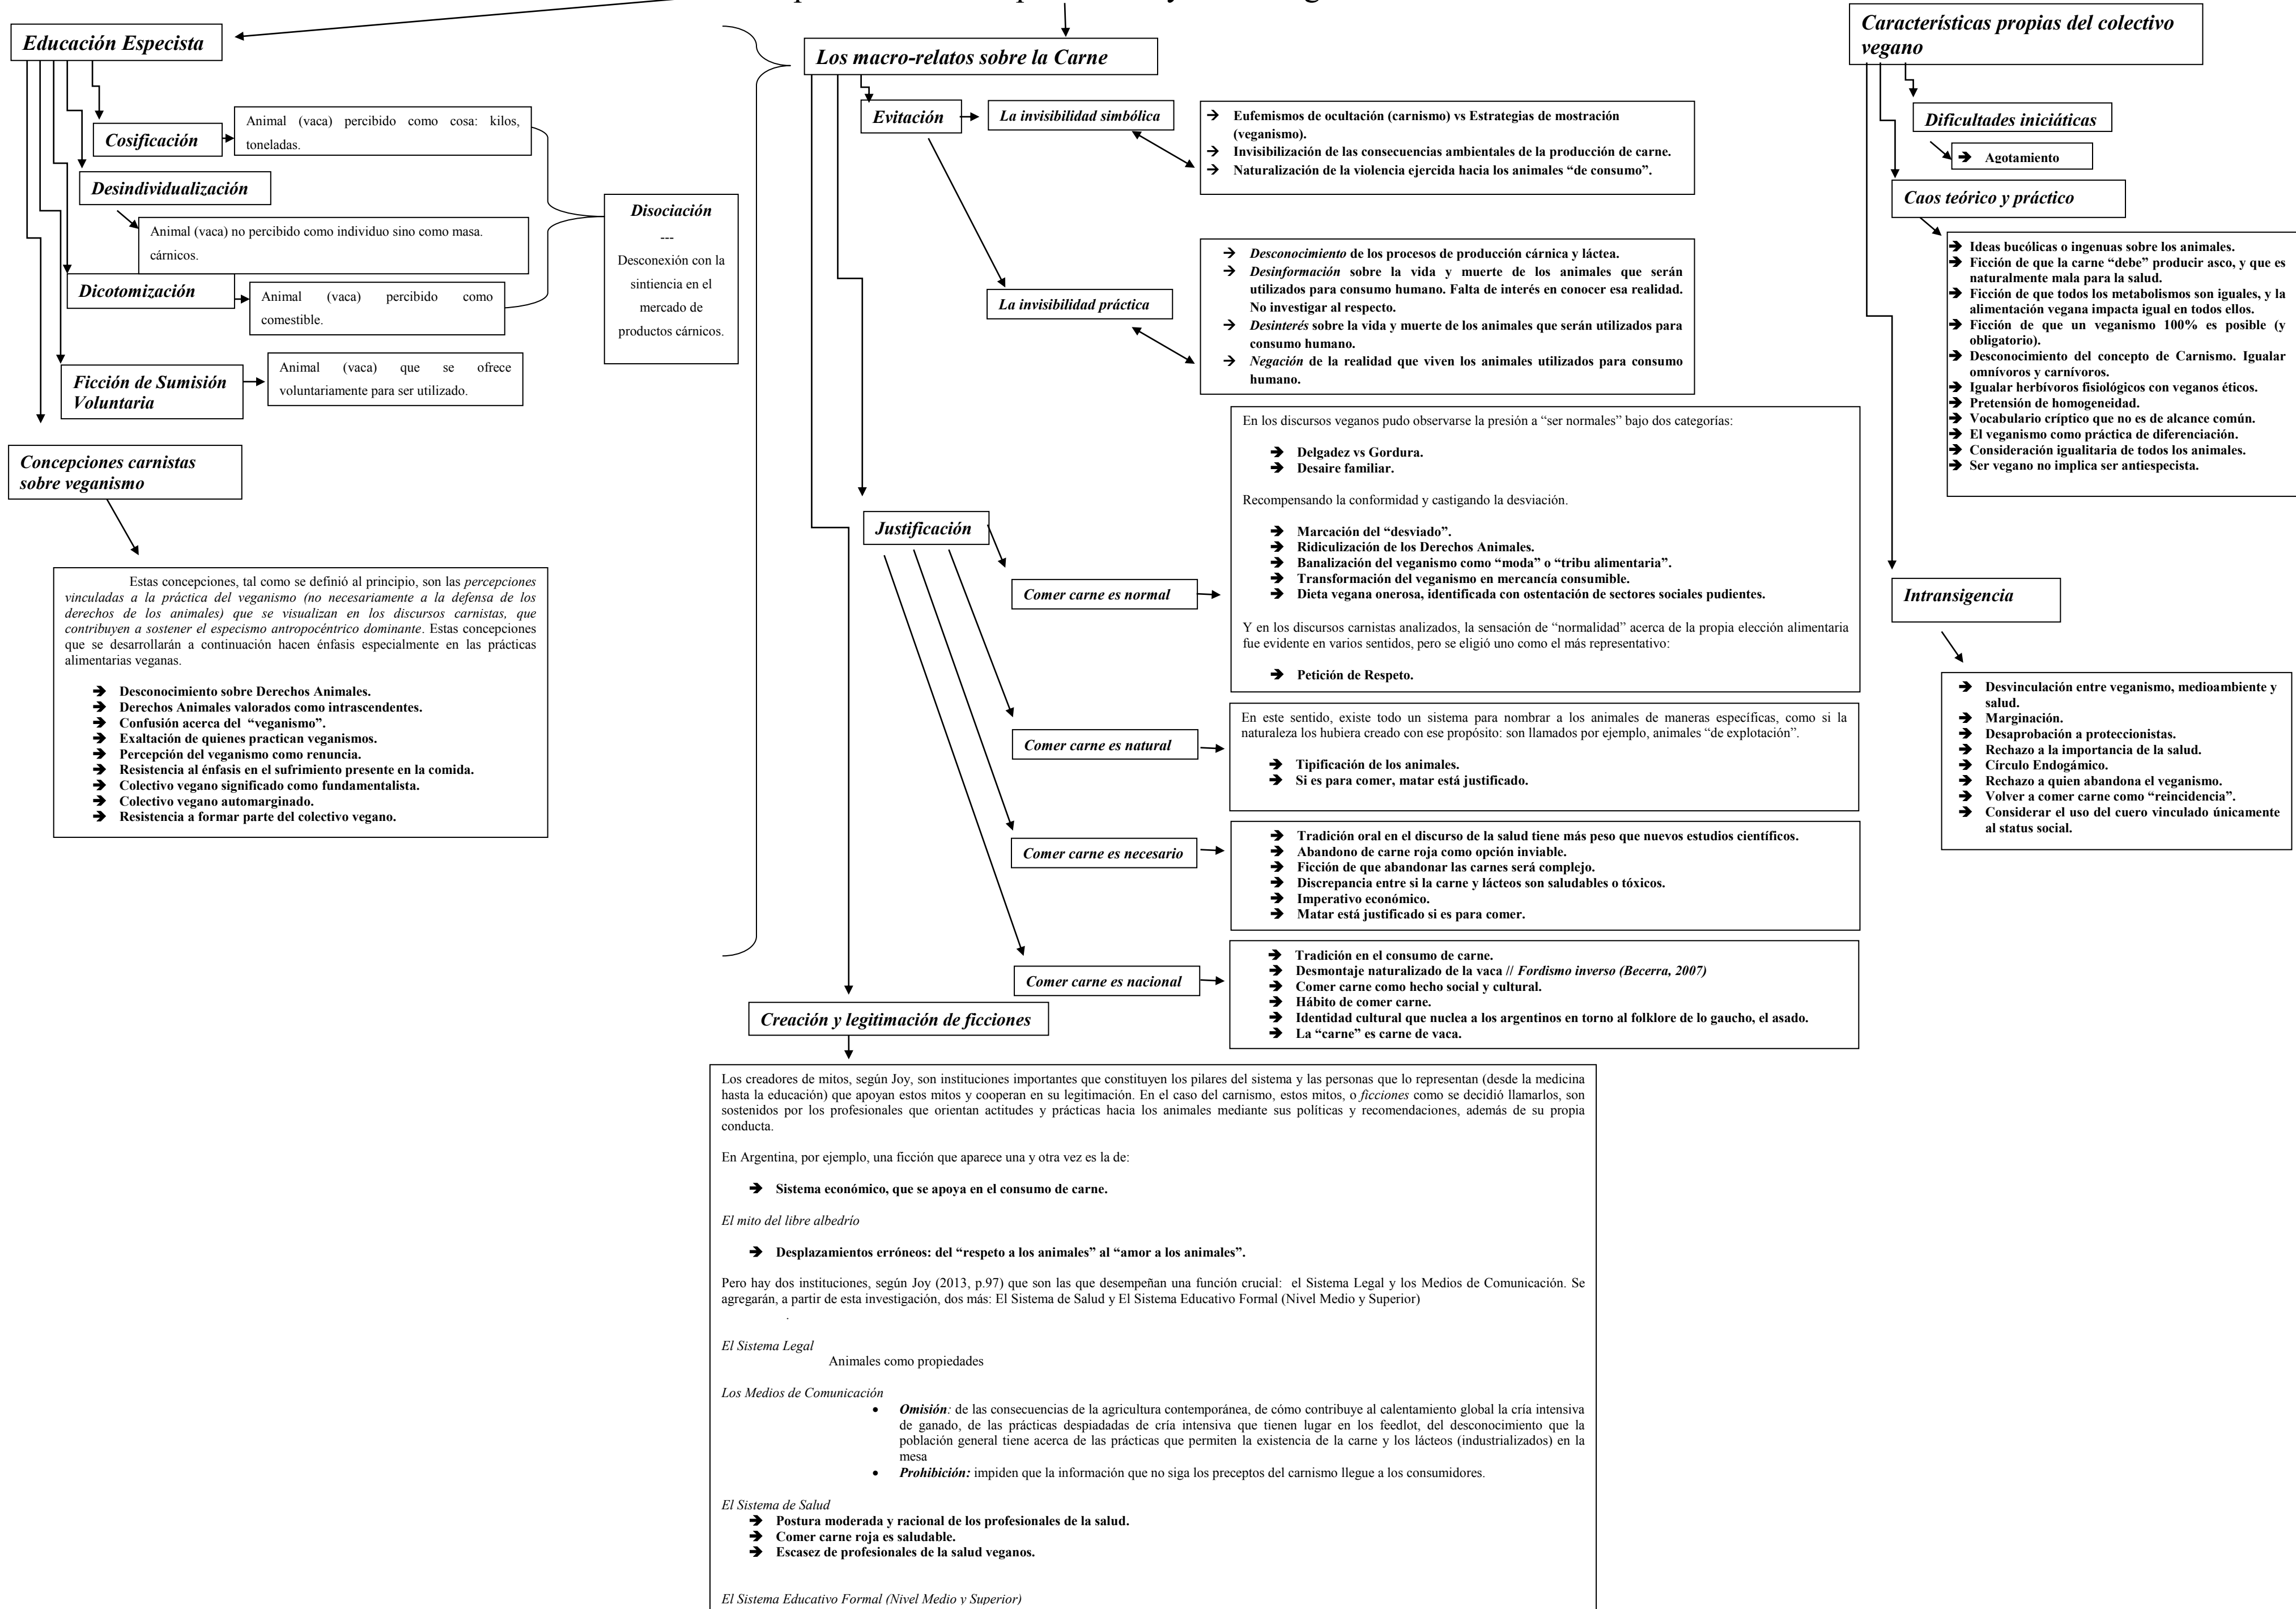 Educación Especista
Cosificación
Animal (vaca) percibido como cosa: kilos,
toneladas.
Desindividualización
Animal (vaca) no percibido como individuo sino como masa.
cárnicos.
Dicotomización
Animal (vaca) percibido como
comestible.
Ficción de Sumisión
Voluntaria
Animal (vaca) que se ofrece
voluntariamente para ser utilizado.
Disociación
---
Desconexión con la
sintiencia en el
mercado de
productos cárnicos.
Concepciones carnistas
sobre veganismo
Estas concepciones, tal como se definió al principio, son las percepciones
vinculadas a la práctica del veganismo (no necesariamente a la defensa de los
derechos de los animales) que se visualizan en los discursos carnistas, que
contribuyen a sostener el especismo antropocéntrico dominante. Estas concepciones
que se desarrollarán a continuación hacen énfasis especialmente en las prácticas
alimentarias veganas.
➔ Desconocimiento sobre Derechos Animales.
➔ Derechos Animales valorados como intrascendentes.
➔ Confusión acerca del “veganismo”.
➔ Exaltación de quienes practican veganismos.
➔ Percepción del veganismo como renuncia.
➔ Resistencia al énfasis en el sufrimiento presente en la comida.
➔ Colectivo vegano significado como fundamentalista.
➔ Colectivo vegano automarginado.
➔ Resistencia a formar parte del colectivo vegano.
Los macro-relatos sobre la Carne
Evitación
La invisibilidad simbólica
→ Eufemismos de ocultación (carnismo) vs Estrategias de mostración
(veganismo).
→ Invisibilización de las consecuencias ambientales de la producción de carne.
→ Naturalización de la violencia ejercida hacia los animales “de consumo”.
La invisibilidad práctica
→ Desconocimiento de los procesos de producción cárnica y láctea.
→ Desinformación sobre la vida y muerte de los animales que serán
utilizados para consumo humano. Falta de interés en conocer esa realidad.
No investigar al respecto.
→ Desinterés sobre la vida y muerte de los animales que serán utilizados para
consumo humano.
→ Negación de la realidad que viven los animales utilizados para consumo
humano.
Justificación
Comer carne es normal
En los discursos veganos pudo observarse la presión a “ser normales” bajo dos categorías:
➔ Delgadez vs Gordura.
➔ Desaire familiar.
Recompensando la conformidad y castigando la desviación.
➔ Marcación del “desviado”.
➔ Ridiculización de los Derechos Animales.
➔ Banalización del veganismo como “moda” o “tribu alimentaria”.
➔ Transformación del veganismo en mercancía consumible.
➔ Dieta vegana onerosa, identificada con ostentación de sectores sociales pudientes.
Y en los discursos carnistas analizados, la sensación de “normalidad” acerca de la propia elección alimentaria
fue evidente en varios sentidos, pero se eligió uno como el más representativo:
➔ Petición de Respeto.
Comer carne es natural
En este sentido, existe todo un sistema para nombrar a los animales de maneras específicas, como si la
naturaleza los hubiera creado con ese propósito: son llamados por ejemplo, animales “de explotación”.
➔ Tipificación de los animales.
➔ Si es para comer, matar está justificado.
Comer carne es necesario
➔ Tradición oral en el discurso de la salud tiene más peso que nuevos estudios científicos.
➔ Abandono de carne roja como opción inviable.
➔ Ficción de que abandonar las carnes será complejo.
➔ Discrepancia entre si la carne y lácteos son saludables o tóxicos.
➔ Imperativo económico.
➔ Matar está justificado si es para comer.
Comer carne es nacional
➔ Tradición en el consumo de carne.
➔ Desmontaje naturalizado de la vaca // Fordismo inverso (Becerra, 2007)
➔ Comer carne como hecho social y cultural.
➔ Hábito de comer carne.
➔ Identidad cultural que nuclea a los argentinos en torno al folklore de lo gaucho, el asado.
➔ La “carne” es carne de vaca.
Creación y legitimación de ficciones
Los creadores de mitos, según Joy, son instituciones importantes que constituyen los pilares del sistema y las personas que lo representan (desde la medicina
hasta la educación) que apoyan estos mitos y cooperan en su legitimación. En el caso del carnismo, estos mitos, o ficciones como se decidió llamarlos, son
sostenidos por los profesionales que orientan actitudes y prácticas hacia los animales mediante sus políticas y recomendaciones, además de su propia
conducta.
En Argentina, por ejemplo, una ficción que aparece una y otra vez es la de:
➔ Sistema económico, que se apoya en el consumo de carne.
El mito del libre albedrío
➔ Desplazamientos erróneos: del “respeto a los animales” al “amor a los animales”.
Pero hay dos instituciones, según Joy (2013, p.97) que son las que desempeñan una función crucial: el Sistema Legal y los Medios de Comunicación. Se
agregarán, a partir de esta investigación, dos más: El Sistema de Salud y El Sistema Educativo Formal (Nivel Medio y Superior)
.
El Sistema Legal
Animales como propiedades
Los Medios de Comunicación
• Omisión: de las consecuencias de la agricultura contemporánea, de cómo contribuye al calentamiento global la cría intensiva
de ganado, de las prácticas despiadadas de cría intensiva que tienen lugar en los feedlot, del desconocimiento que la
población general tiene acerca de las prácticas que permiten la existencia de la carne y los lácteos (industrializados) en la
mesa
• Prohibición: impiden que la información que no siga los preceptos del carnismo llegue a los consumidores.
El Sistema de Salud
➔ Postura moderada y racional de los profesionales de la salud.
➔ Comer carne roja es saludable.
➔ Escasez de profesionales de la salud veganos.
El Sistema Educativo Formal (Nivel Medio y Superior)
Características propias del colectivo
vegano
Dificultades iniciáticas
➔ Agotamiento
Caos teórico y práctico
➔ Ideas bucólicas o ingenuas sobre los animales.
➔ Ficción de que la carne “debe” producir asco, y que es
naturalmente mala para la salud.
➔ Ficción de que todos los metabolismos son iguales, y la
alimentación vegana impacta igual en todos ellos.
➔ Ficción de que un veganismo 100% es posible (y
obligatorio).
➔ Desconocimiento del concepto de Carnismo. Igualar
omnívoros y carnívoros.
➔ Igualar herbívoros fisiológicos con veganos éticos.
➔ Pretensión de homogeneidad.
➔ Vocabulario críptico que no es de alcance común.
➔ El veganismo como práctica de diferenciación.
➔ Consideración igualitaria de todos los animales.
➔ Ser vegano no implica ser antiespecista.
Intransigencia
➔ Desvinculación entre veganismo, medioambiente y
salud.
➔ Marginación.
➔ Desaprobación a proteccionistas.
➔ Rechazo a la importancia de la salud.
➔ Círculo Endogámico.
➔ Rechazo a quien abandona el veganismo.
➔ Volver a comer carne como “reincidencia”.
➔ Considerar el uso del cuero vinculado únicamente
al status social.